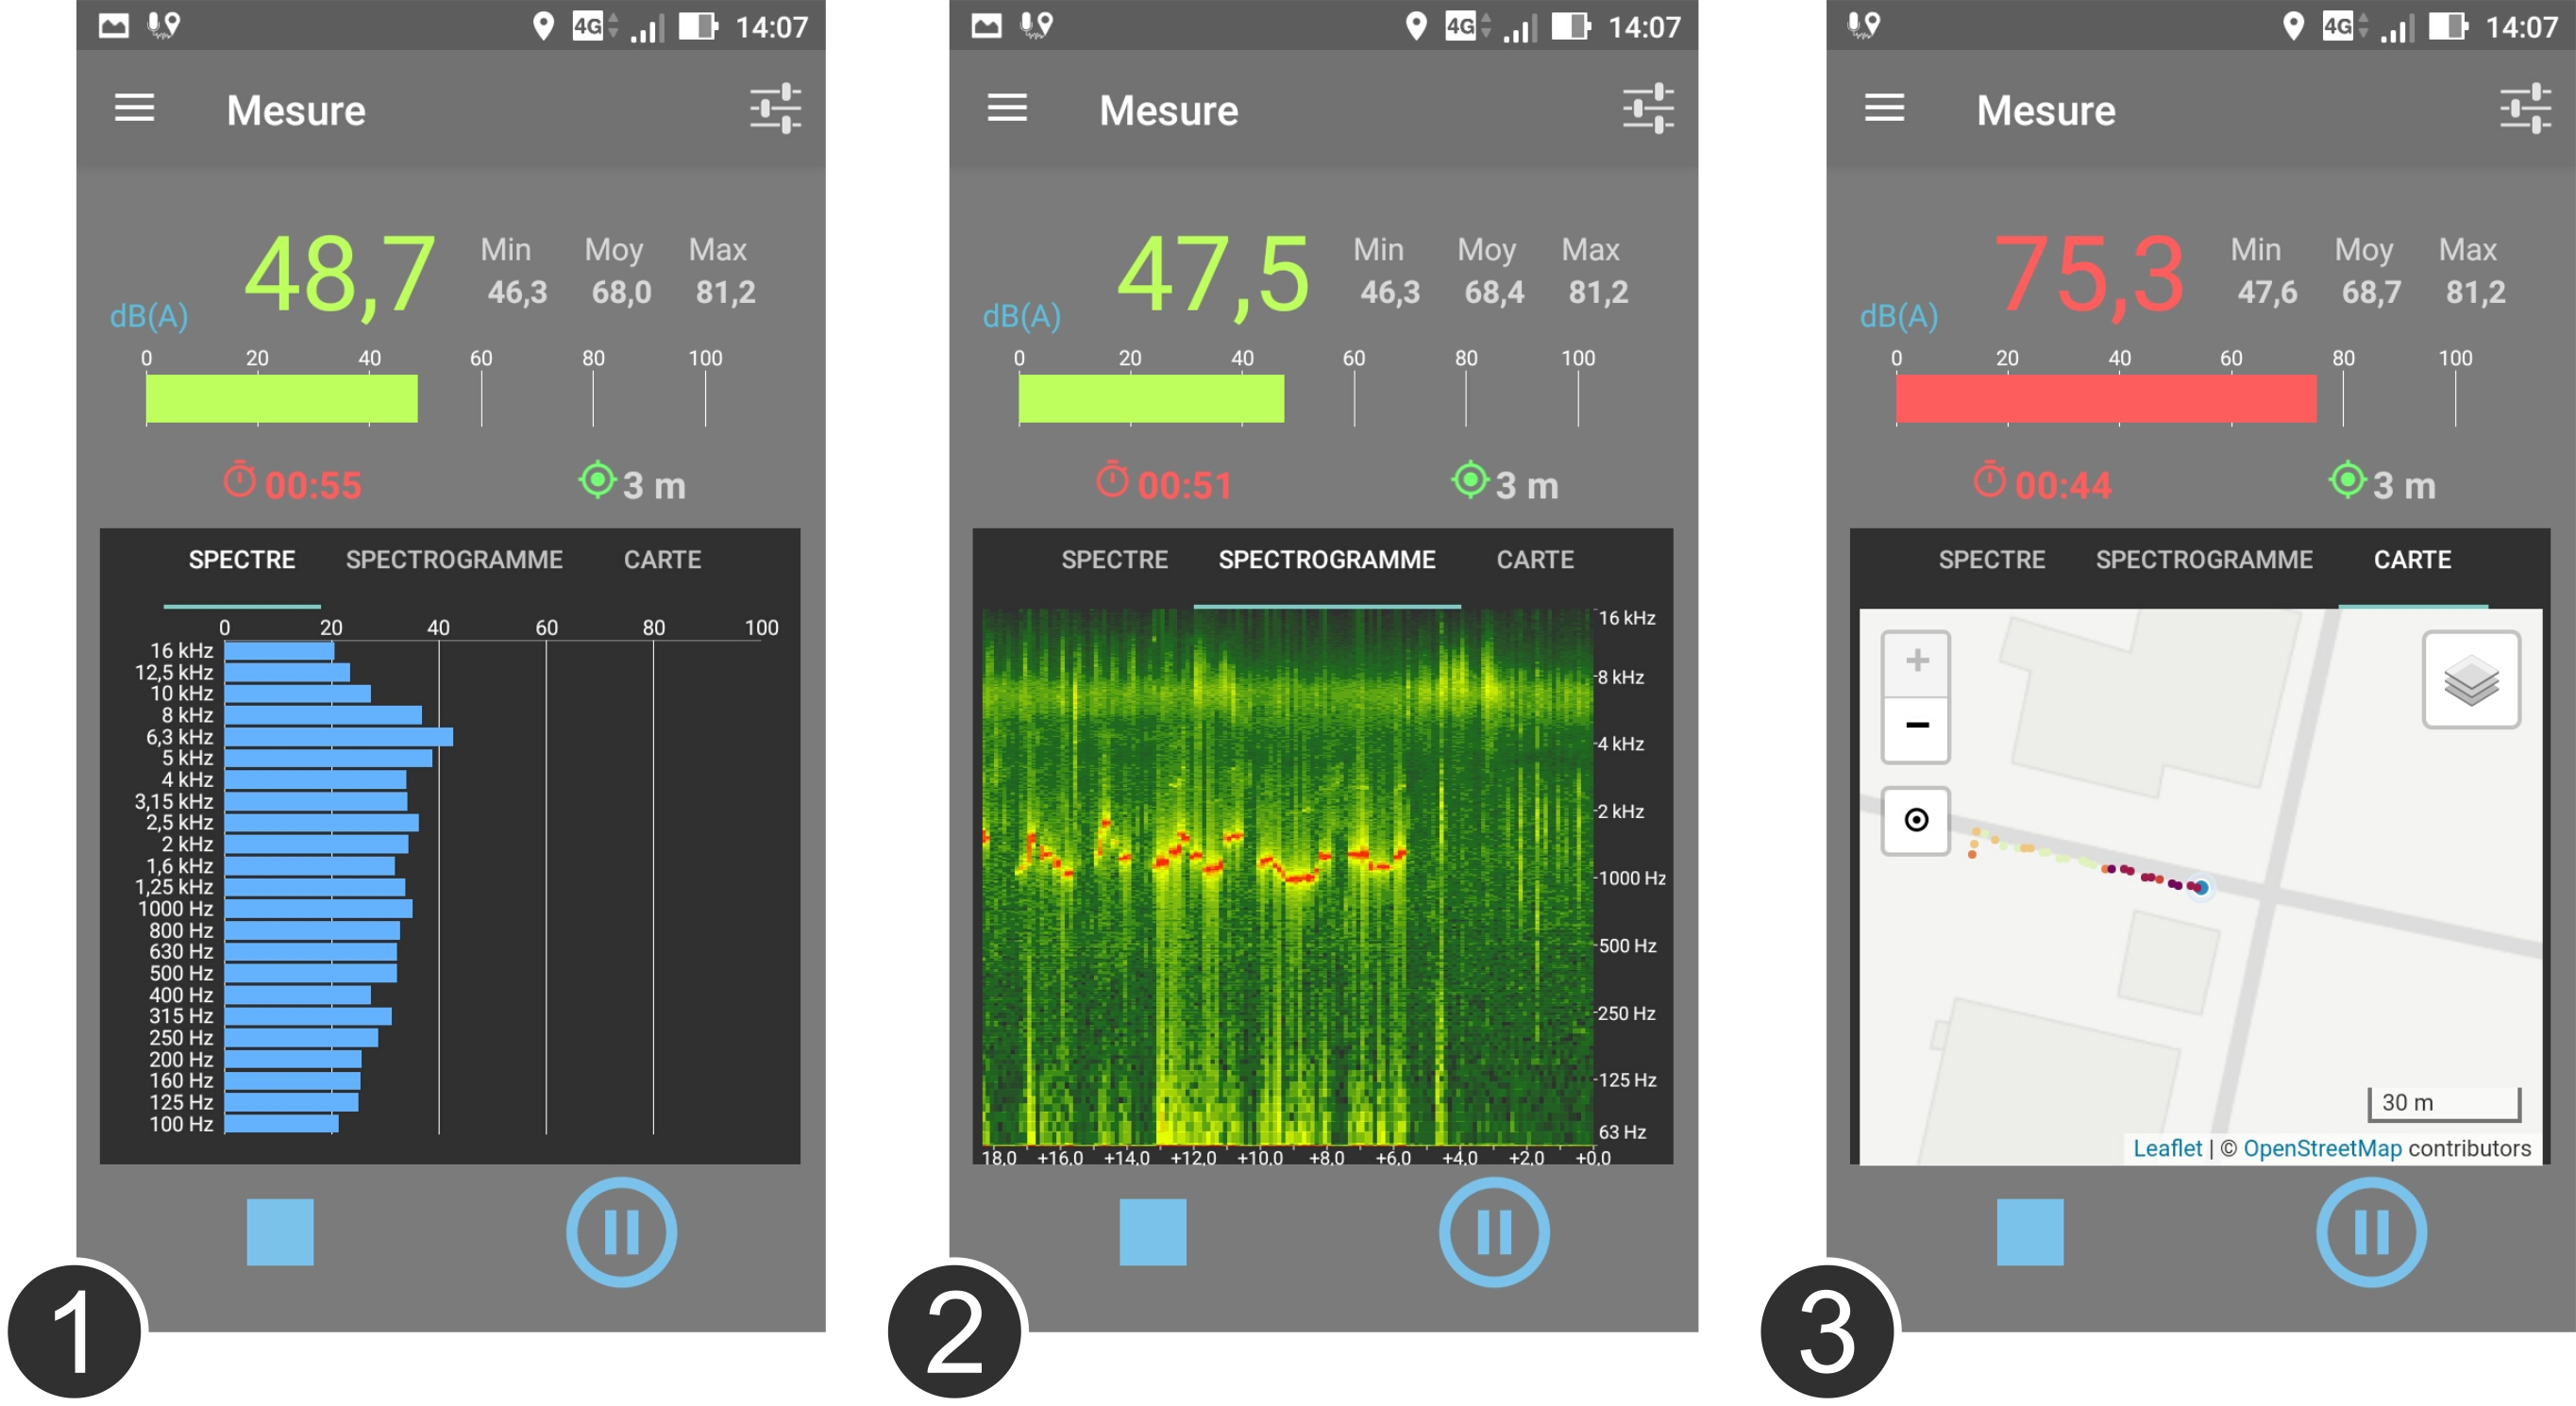 4G 14:07
Mesure
48,7
Min Moy Max
46,3 68,0 81,2
dB(A)
0 20 40 60 80 100
00:55 3 m
SPECTRE SPECTROGRAMME CARTE
0 20 40 60 80 100
16 kHz
12,5 kHz
10 kHz
8 kHz
6,3 kHz
5 kHz
4 kHz
3,15 kHz
2,5 kHz
2 kHz
1,6 kHz
1,25 kHz
1000 Hz
800 Hz
630 Hz
500 Hz
400 Hz
315 Hz
250 Hz
200 Hz
160 Hz
125 Hz
100 Hz
1
4G 14:07
Mesure
47,5
Min Moy Max
46,3 68,4 81,2
dB(A)
0 20 40 60 80 100
00:51 3 m
SPECTRE SPECTROGRAMME CARTE
16 kHz
8 kHz
4 kHz
2 kHz
1000 Hz
500 Hz
250 Hz
125 Hz
63 Hz
18,0 +16,0 +14,0 +12,0 +10,0 +8,0 +6,0 +4,0 +2,0 +0,0
2
4G 14:07
Mesure
75,3
Min Moy Max
47,6 68,7 81,2
dB(A)
0 20 40 60 80 100
00:44 3 m
SPECTRE SPECTROGRAMME CARTE
+
−
30 m
Leaflet | © OpenStreetMap contributors
3